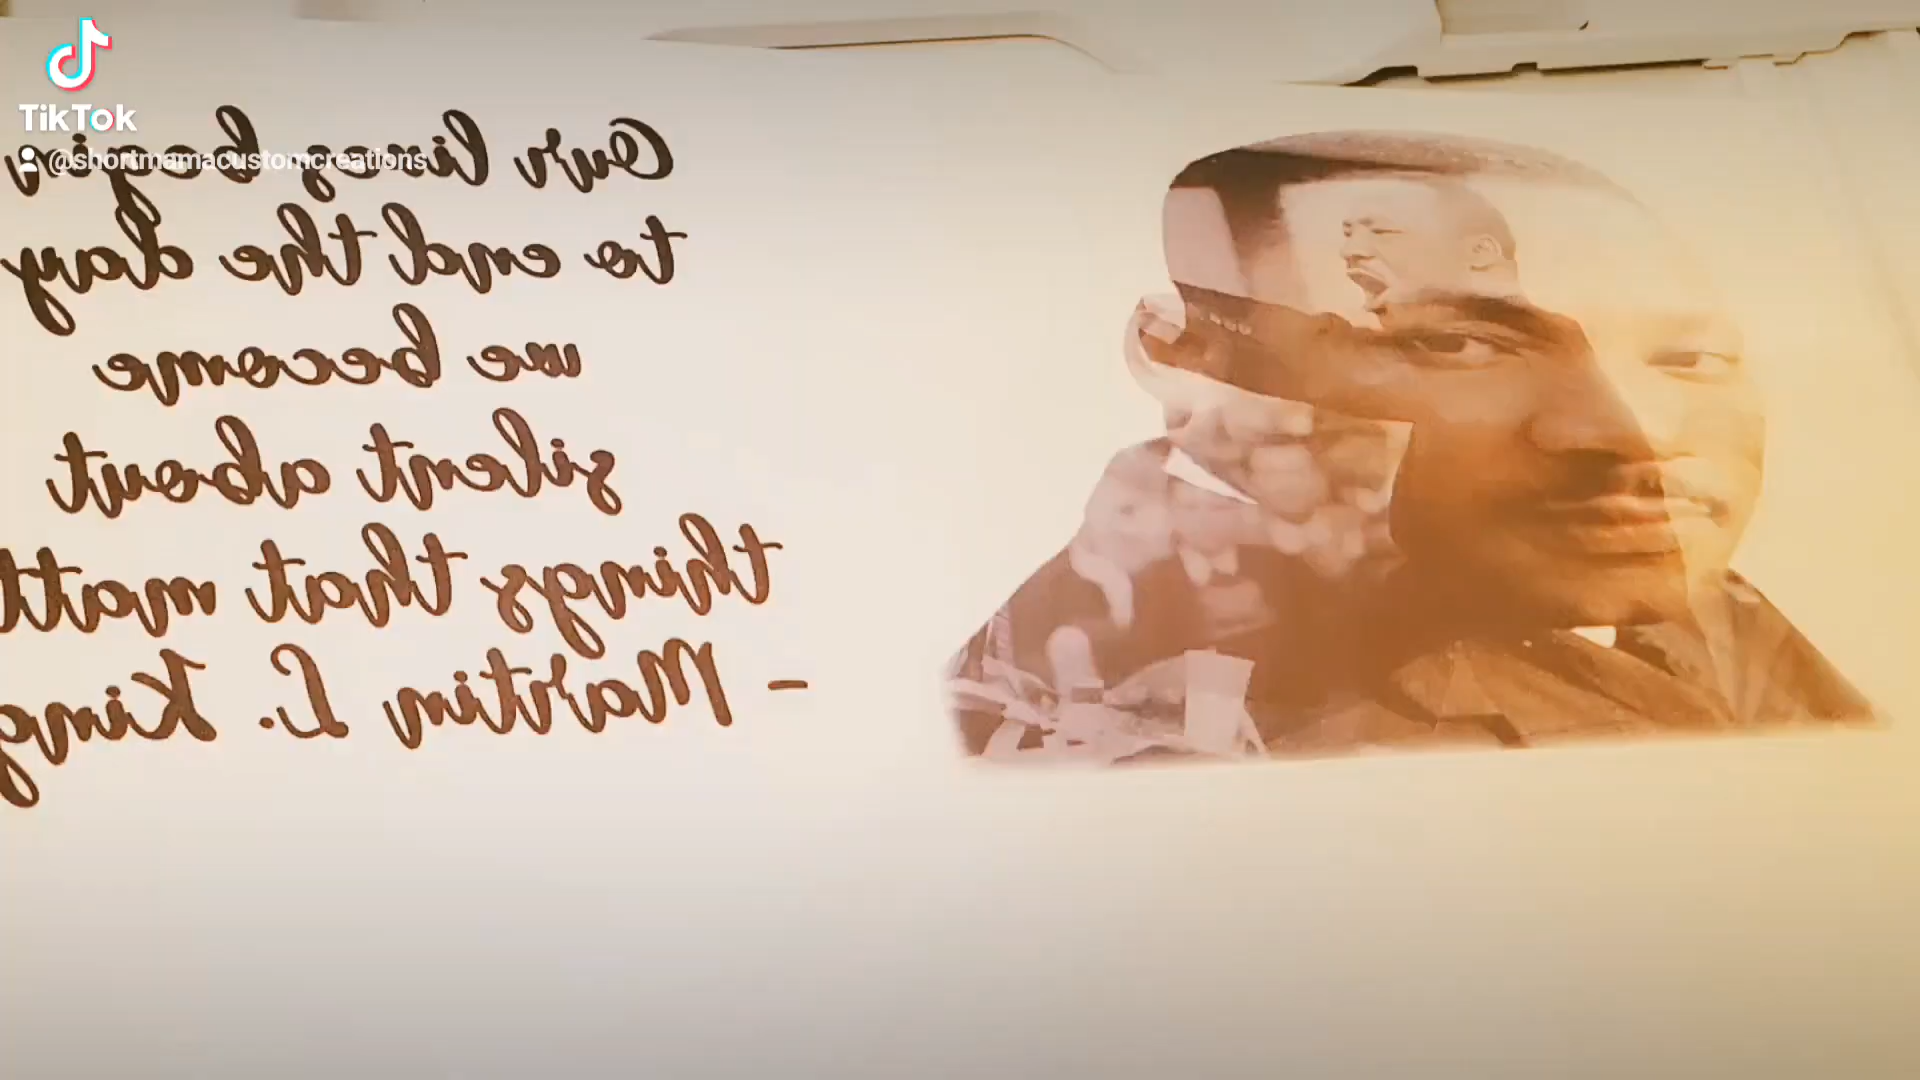 TikTok
@shortmamacustomcreations
Our lives begin
to end the day
we become
silent about
things that matt
- Martin L. King